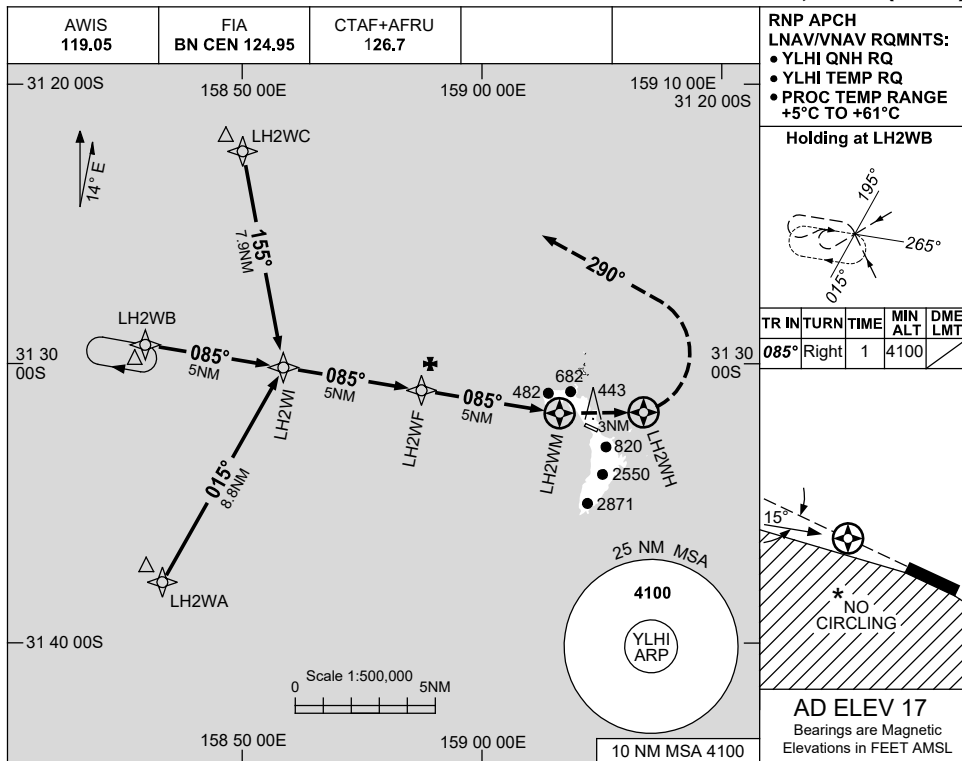 AWIS
119.05
FIA
BN CEN 124.95
CTAF+AFRU
126.7
RNP APCH
LNAV/VNAV RQMNTS:
• YLHI QNH RQ
• YLHI TEMP RQ
• PROC TEMP RANGE
+5°C TO +61°C
31 20 00S
158 50 00E
159 00 00E
159 10 00E
31 20 00S
14° E
LH2WC
155°
7.9NM
290°
LH2WB
085°
5NM
LH2WI
085°
5NM
LH2WF
085°
5NM
LH2WM
3NM
LH2WH
31 30
00S
31 30
00S
482
682
443
820
2550
2871
015°
8.8NM
LH2WA
31 40 00S
Scale 1:500,000
0
5NM
158 50 00E
159 00 00E
25 NM MSA
4100
YLHI
ARP
10 NM MSA 4100
Holding at LH2WB
195°
265°
015°
TR IN TURN TIME MIN ALT DME LMT
085° Right 1 4100
15°
* NO
CIRCLING
AD ELEV 17
Bearings are Magnetic
Elevations in FEET AMSL